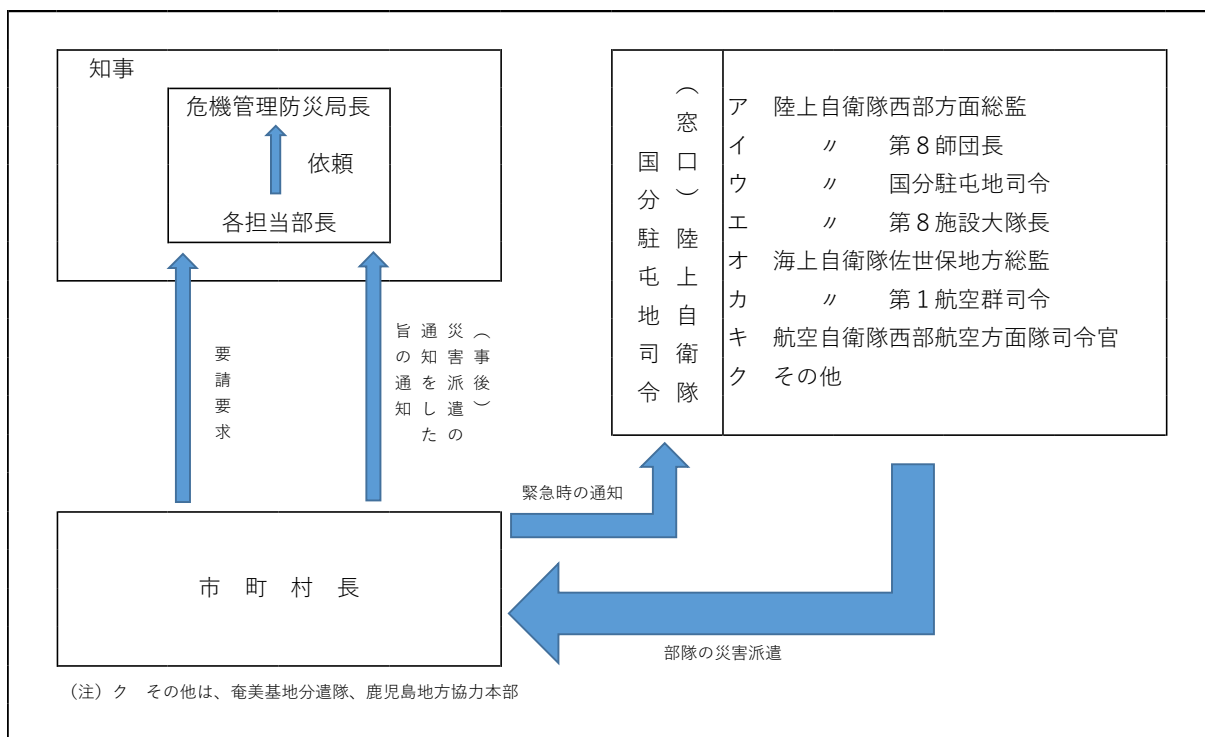 知事
危機管理防災局長
依頼
各担当部長
要請要求
（事後）
災害派遣の
通知をした
旨の通知
市　町　村　長
（窓口）陸上自衛隊
国分駐屯地司令
ア　陸上自衛隊西部方面総監
イ　〃　第８師団長
ウ　〃　国分駐屯地司令
エ　〃　第８施設大隊長
オ　海上自衛隊佐世保地方総監
カ　〃　第１航空群司令
キ　航空自衛隊西部航空方面隊司令官
ク　その他
緊急時の通知
部隊の災害派遣
（注）ク　その他は、奄美基地分遣隊、鹿児島地方協力本部